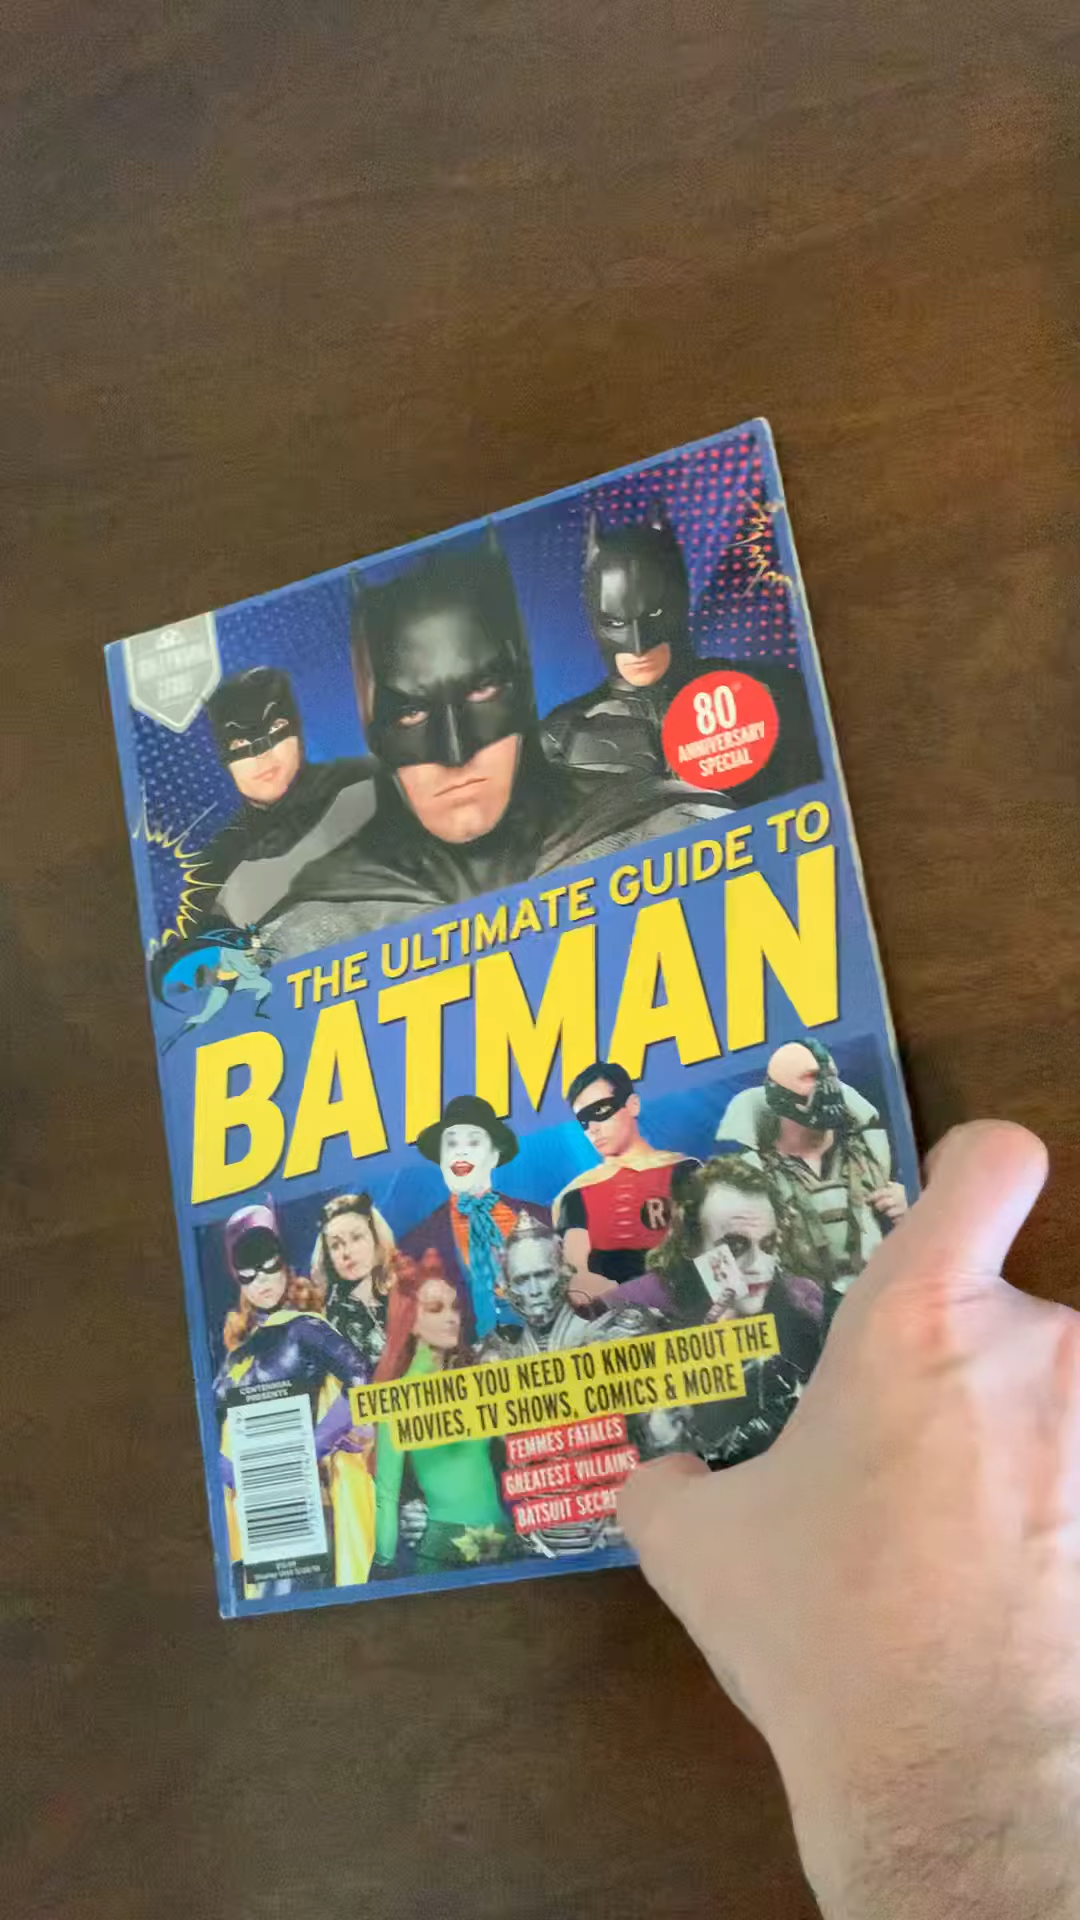 80
ANNIVERSARY
SPECIAL
THE ULTIMATE GUIDE TO
BATMAN
R
EVERYTHING YOU NEED TO KNOW ABOUT THE
MOVIES, TV SHOWS, COMICS & MORE
FEMMES FATALES
GREATEST VILLAINS
BATSUIT
CENTENNIAL
PRESENTS